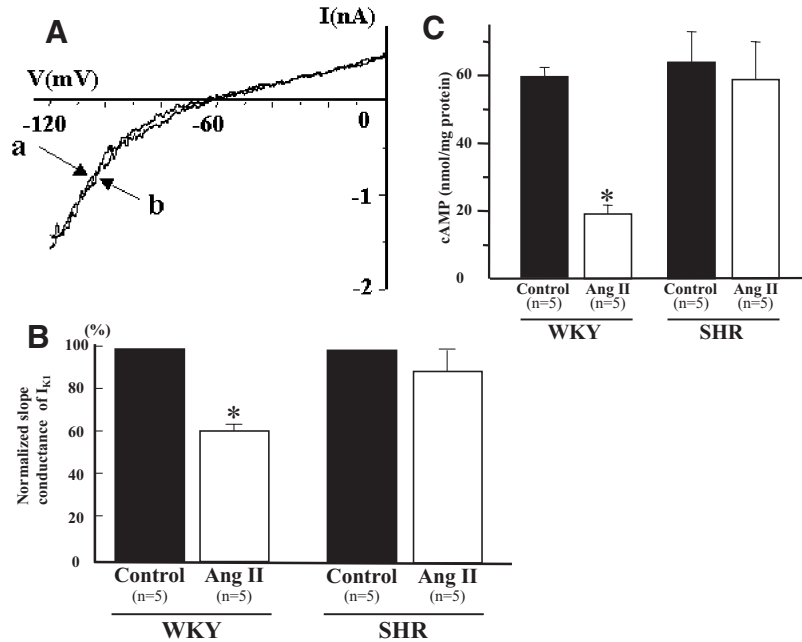 A
I(nA)
V(mV)
-120
-60
0
a
b
-1
-2
B
(%)
Normalized slope
conductance of I_K1
100
80
60
40
20
0
*
Control
Ang II
Control
Ang II
(n=5)
(n=5)
(n=5)
(n=5)
WKY
SHR
C
cAMP (nmol/mg protein)
60
40
20
0
*
Control
Ang II
Control
Ang II
(n=5)
(n=5)
(n=5)
(n=5)
WKY
SHR